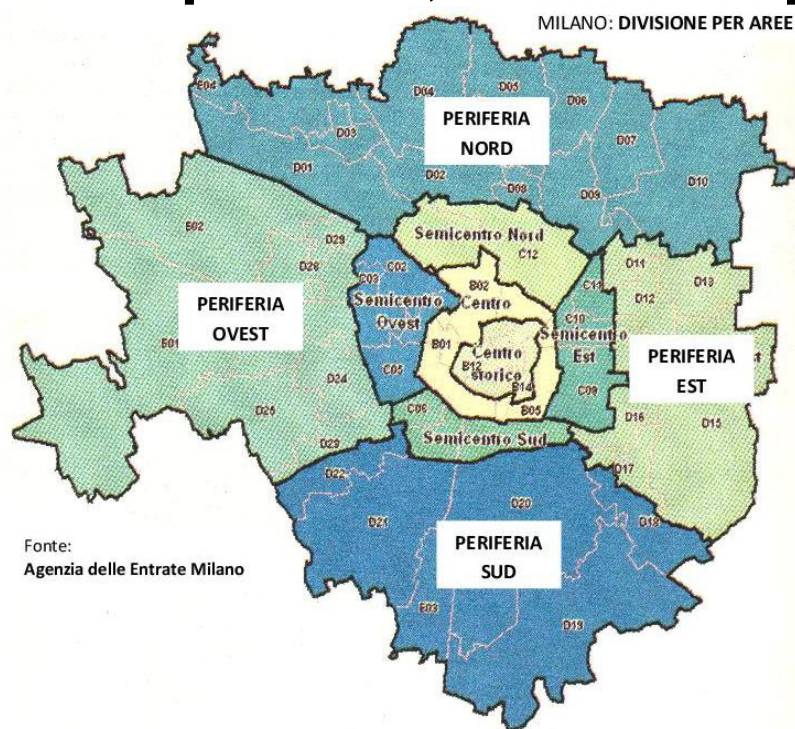 MILANO: DIVISIONE PER AREE
E04
D04
D05
D06
D03
D07
PERIFERIA
NORD
D01
D02
D08
D09
D10
E02
D29
Semicentro Nord
C12
D28
C03
C02
B02
Centro
C11
D11
D13
D12
PERIFERIA
OVEST
Semicentro
Ovest
C10
Semicentro
Est
E01
B01
Centro
storico
B12
B14
PERIFERIA
EST
C05
D24
C09
D25
C06
B05
D16
D15
D23
Semicentro Sud
D22
D17
D21
D20
D18
PERIFERIA
SUD
Fonte:
Agenzia delle Entrate Milano
E03
D19